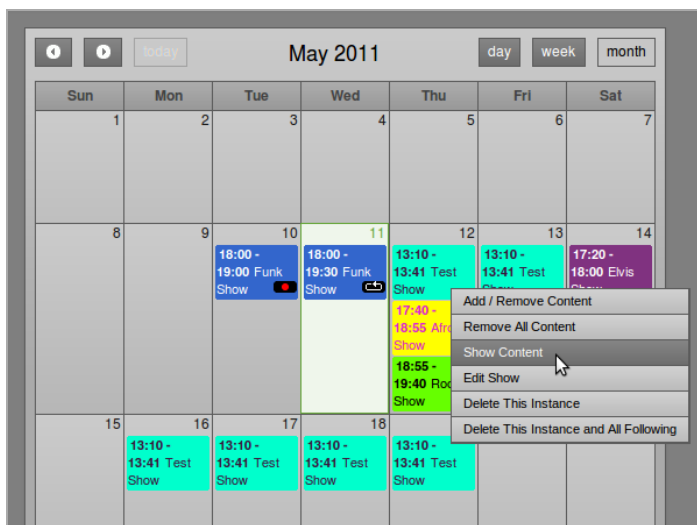 today May 2011 day week month
Sun Mon Tue Wed Thu Fri Sat
1 2 3 4 5 6 7
8 9 10 11 12 13 14
18:00 -
19:00 Funk
Show
18:00 -
19:30 Funk
Show
13:10 -
13:41 Test
Show
17:40 -
18:55 Afro
Show
18:55 -
19:40 Roc
Show
13:10 -
13:41 Test
Show
17:20 -
18:00 Elvis
Show
Add / Remove Content
Remove All Content
Show Content
Edit Show
Delete This Instance
Delete This Instance and All Following
15 16 17 18
13:10 -
13:41 Test
Show
13:10 -
13:41 Test
Show
13:10 -
13:41 Test
Show
13:10 -
13:41 Test
Show